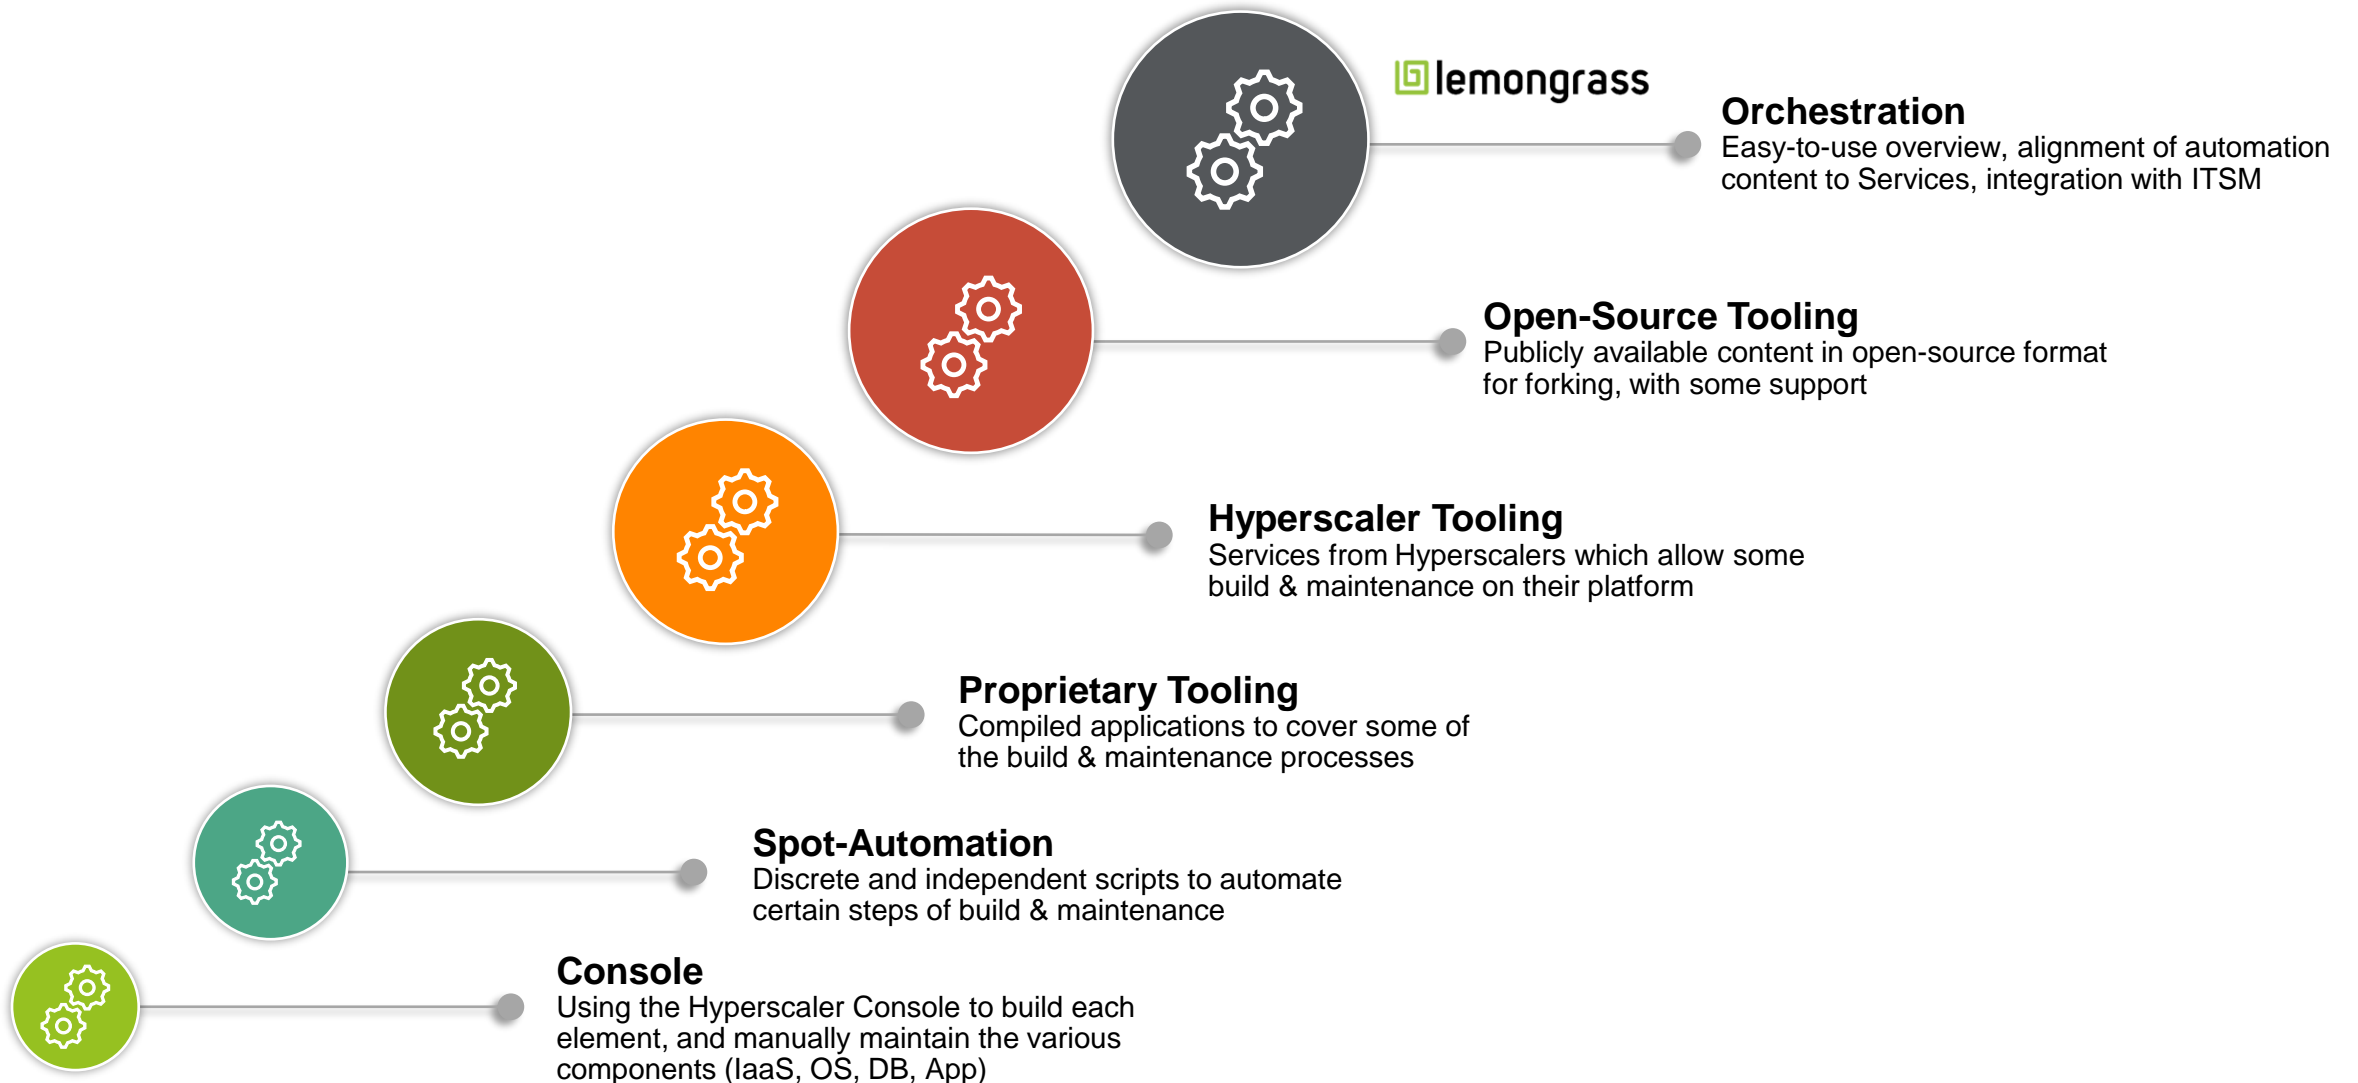 lemongrass
Orchestration
Easy-to-use overview, alignment of automation
content to Services, integration with ITSM
Open-Source Tooling
Publicly available content in open-source format
for forking, with some support
Hyperscaler Tooling
Services from Hyperscalers which allow some
build & maintenance on their platform
Proprietary Tooling
Compiled applications to cover some of
the build & maintenance processes
Spot-Automation
Discrete and independent scripts to automate
certain steps of build & maintenance
Console
Using the Hyperscaler Console to build each
element, and manually maintain the various
components (IaaS, OS, DB, App)